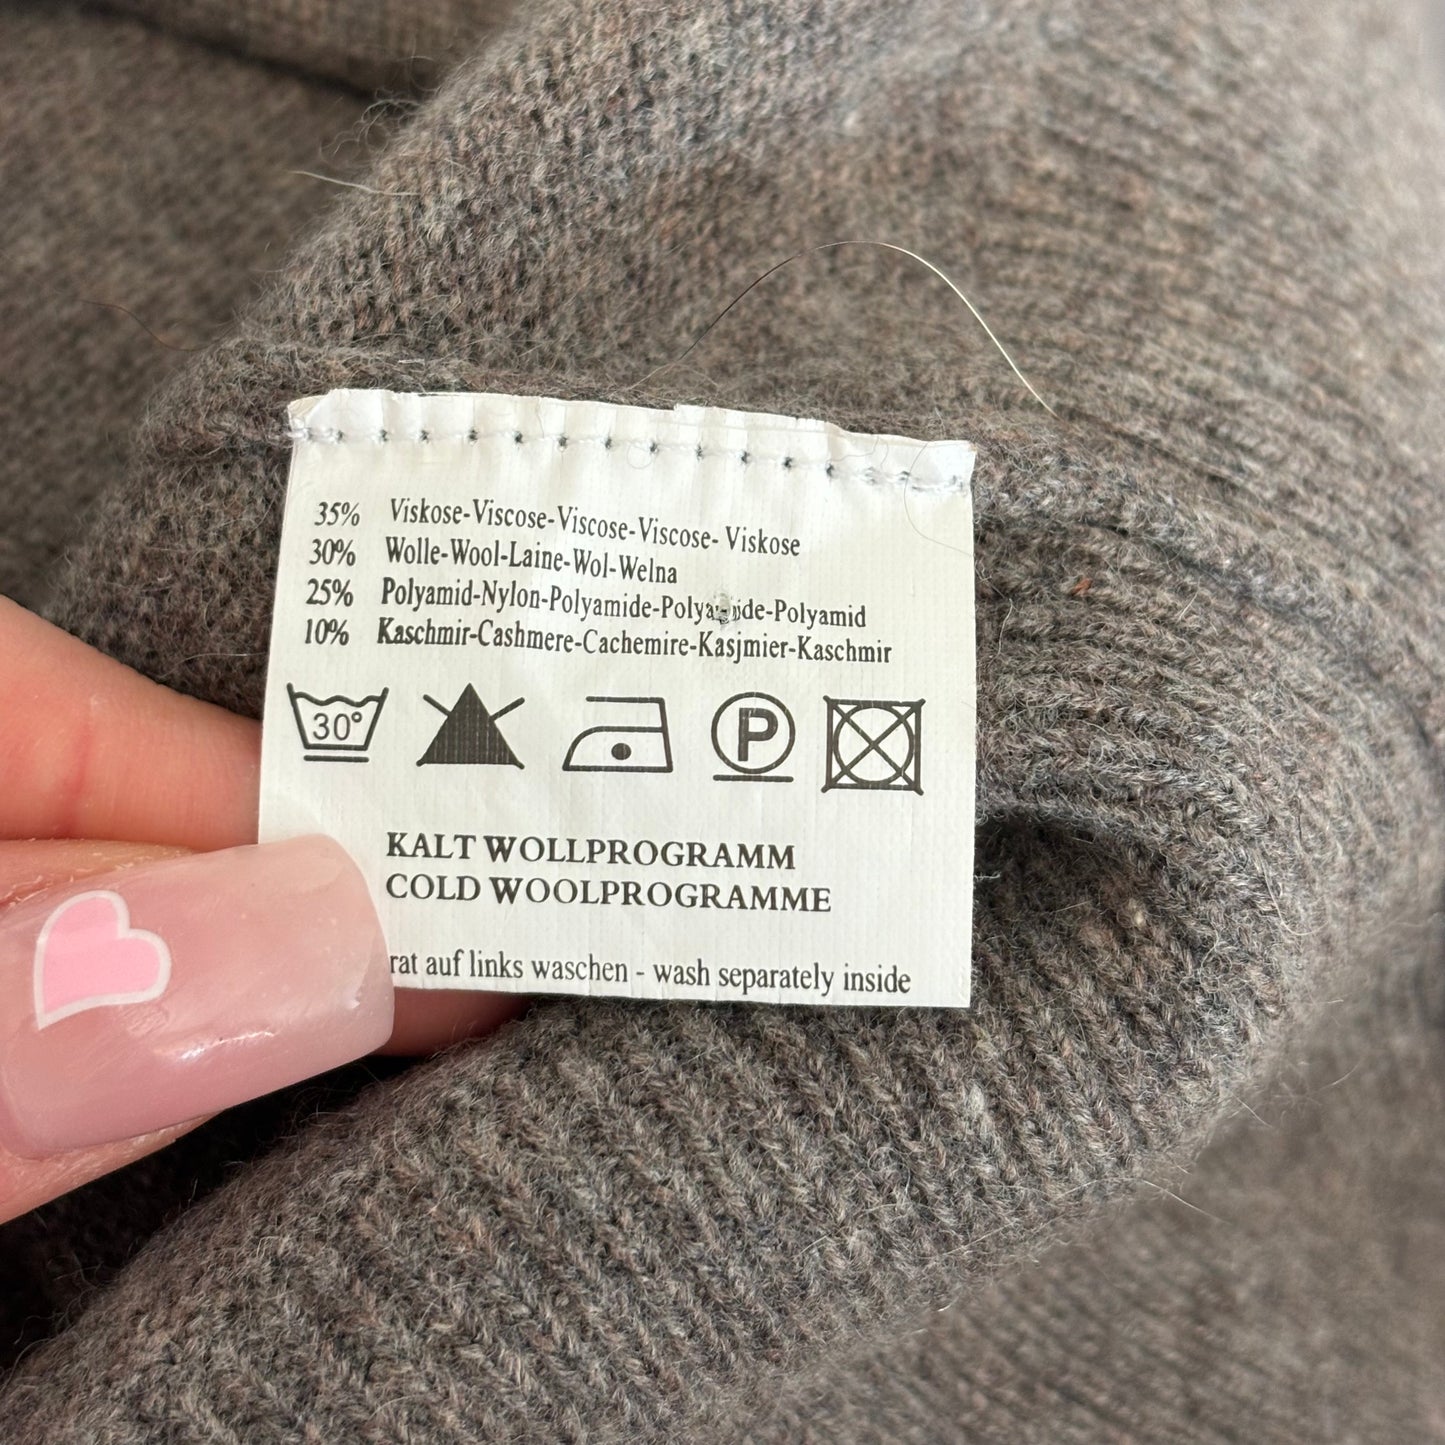 35% Viskose-Viscose-Viscose-Viscose- Viskose
30% Wolle-Wool-Laine-Wol-Welna
25% Polyamid-Nylon-Polyamide-Polyamide-Polyamid
10% Kaschmir-Cashmere-Cachemire-Kasjmier-Kaschmir
30° P
KALT WOLLPROGRAMM
COLD WOOLPROGRAMME
auf links waschen - wash separately inside